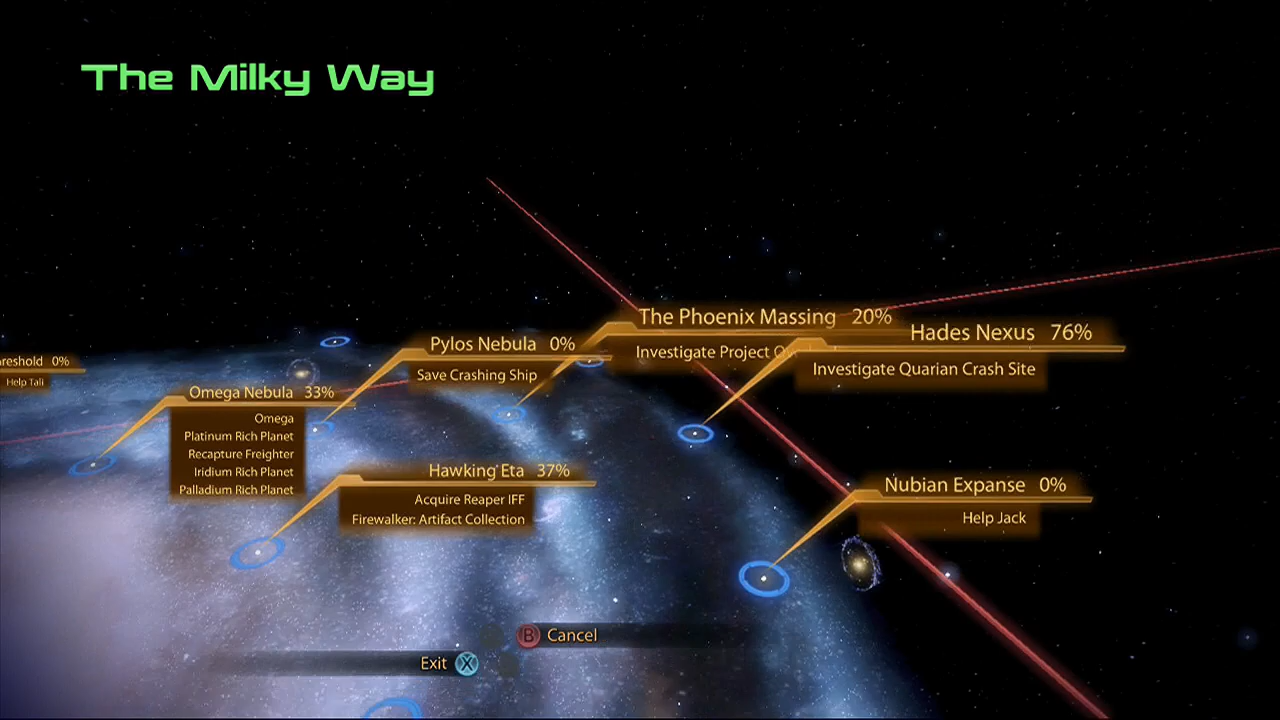 The Milky Way
The Phoenix Massing 20%
Investigate Project
Hades Nexus 76%
Investigate Quarian Crash Site
Pylos Nebula 0%
Save Crashing Ship
reshold 0%
Help Tali
Omega Nebula 33%
Omega
Platinum Rich Planet
Recapture Freighter
Iridium Rich Planet
Palladium Rich Planet
Hawking Eta 37%
Acquire Reaper IFF
Firewalker: Artifact Collection
Nubian Expanse 0%
Help Jack
B Cancel
Exit X